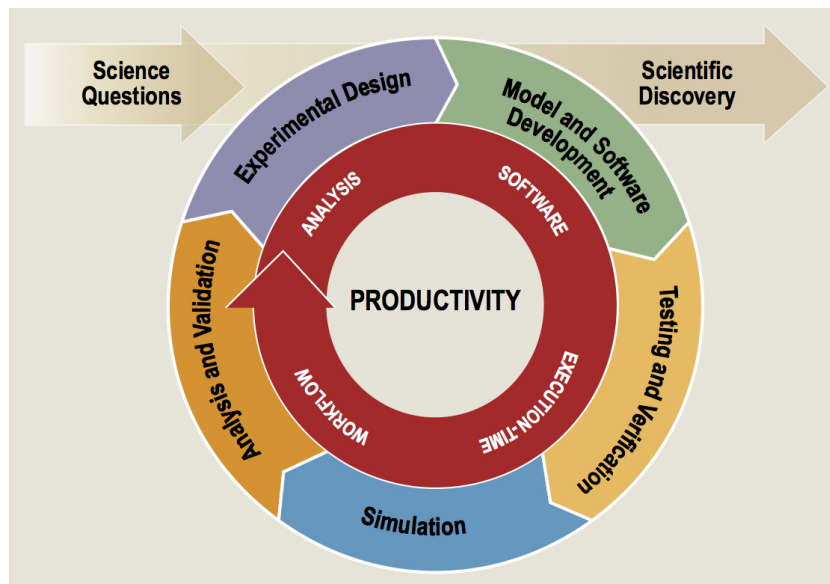 Science
Questions
Scientific
Discovery
Experimental Design
Model and Software
Development
Testing and Verification
Simulation
Analysis and Validation
ANALYSIS
SOFTWARE
EXECUTION-TIME
WORKFLOW
PRODUCTIVITY